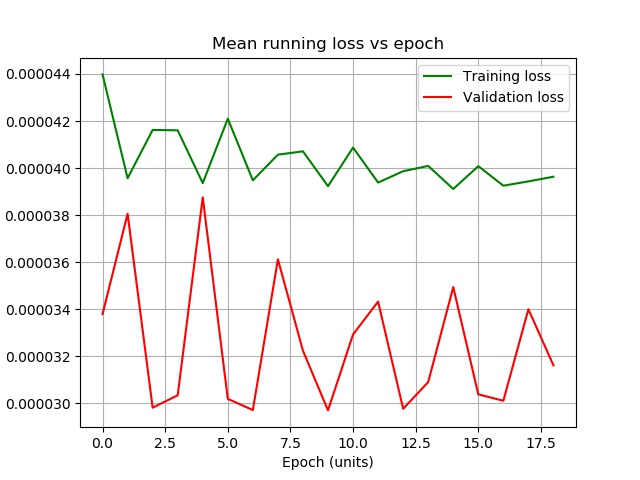 Mean running loss vs epoch
Training loss
Validation loss
0.000044
0.000042
0.000040
0.000038
0.000036
0.000034
0.000032
0.000030
0.0 2.5 5.0 7.5 10.0 12.5 15.0 17.5
Epoch (units)